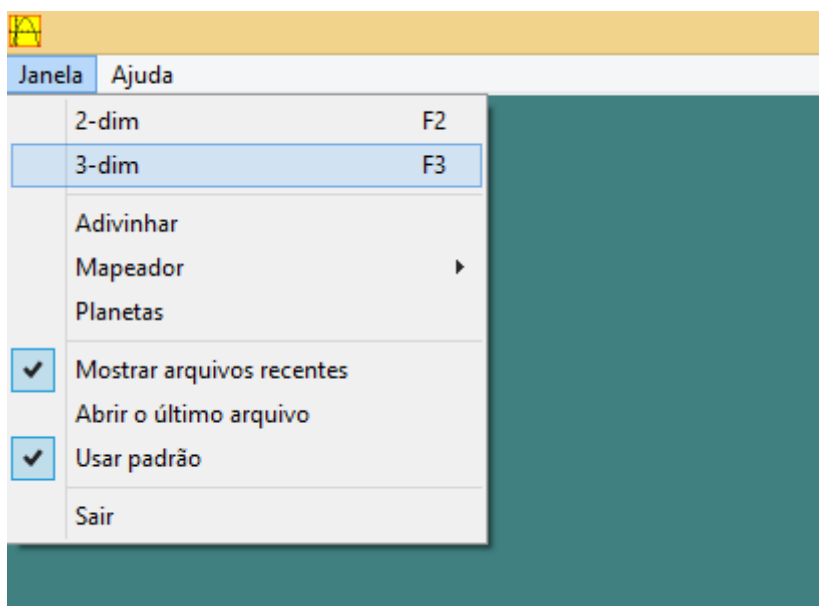 Janela Ajuda
2-dim F2
3-dim F3
Adivinhar
Mapeador
Planetas
Mostrar arquivos recentes
Abrir o último arquivo
Usar padrão
Sair